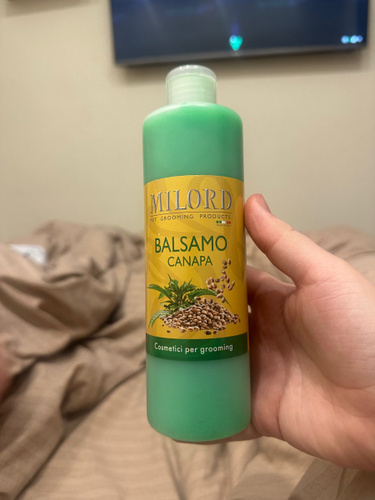 MILORD
PET GROOMING PRODUCTS
BALSAMO
CANAPA
Cosmetici per grooming